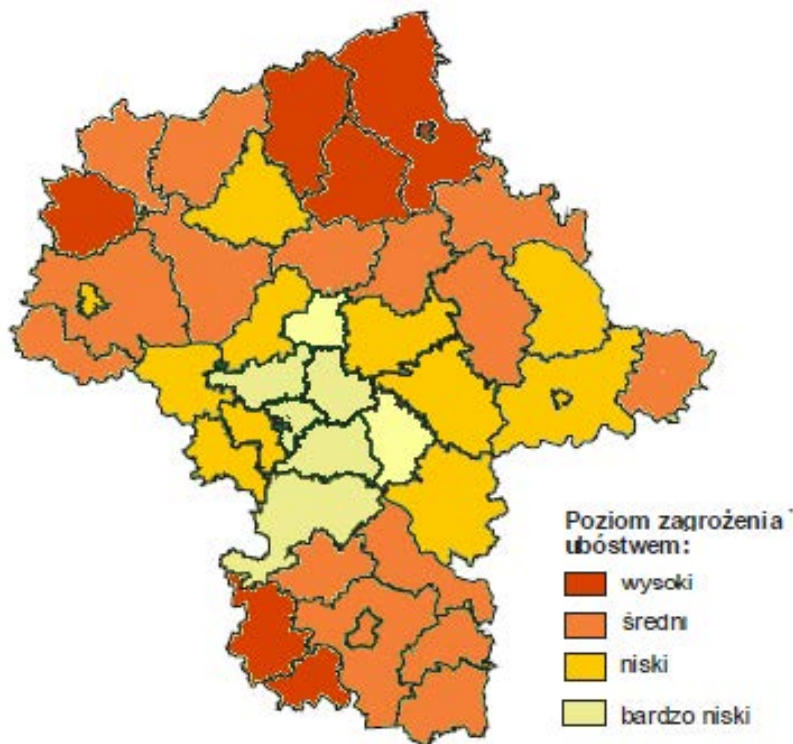 Poziom zagrożenia
ubóstwem:
wysoki
średni
niski
bardzo niski